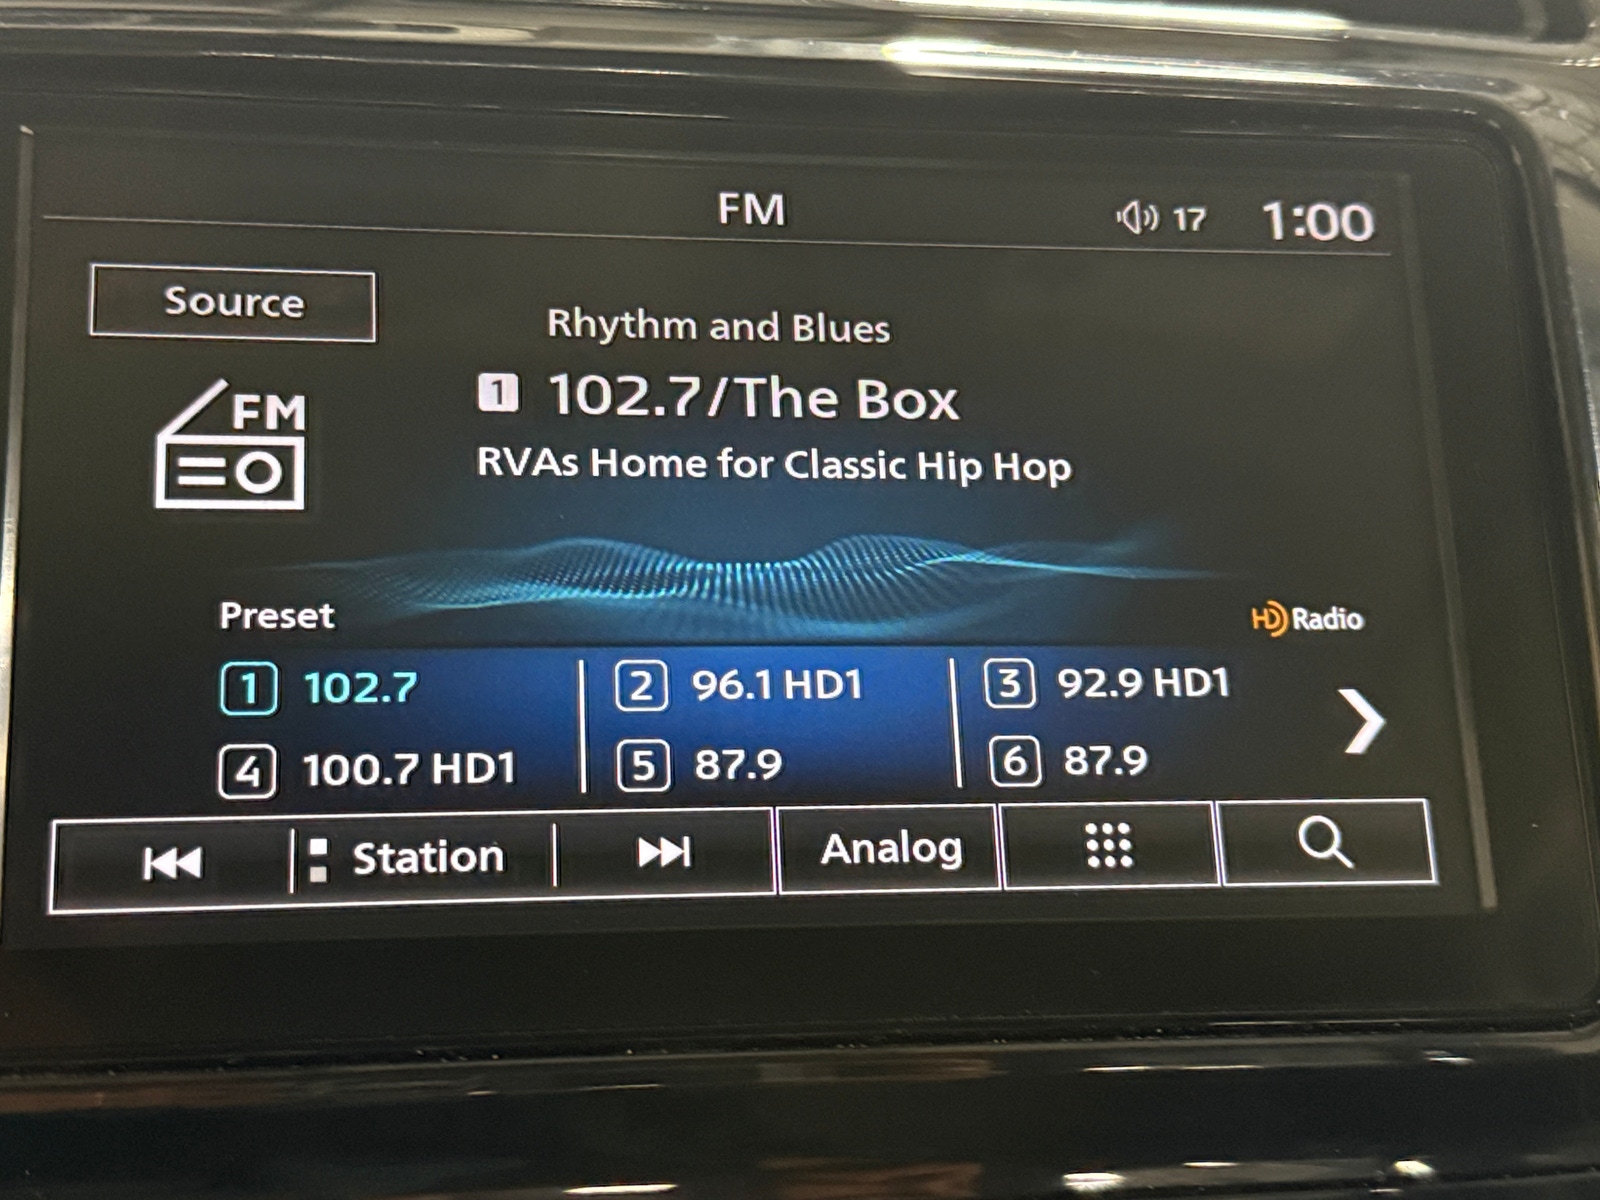 FM 17 1:00
Source
Rhythm and Blues
FM
1 102.7/The Box
RVAs Home for Classic Hip Hop
Preset
HD Radio
1 102.7 2 96.1 HD1 3 92.9 HD1
4 100.7 HD1 5 87.9 6 87.9
Station Analog